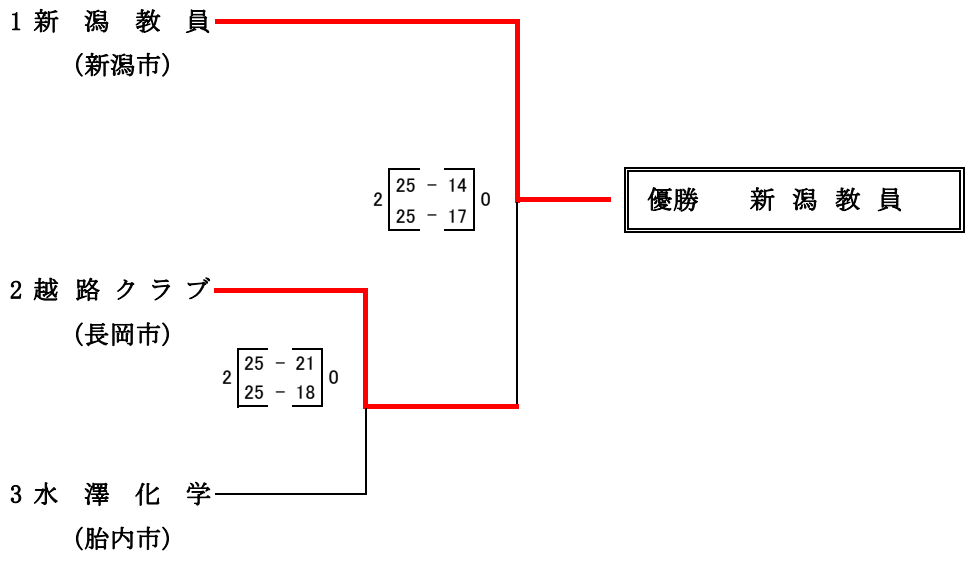 1 新潟教員
(新潟市)
2 25 - 14 0
25 - 17
優勝 新潟教員
2 越路クラブ
(長岡市)
2 25 - 21 0
25 - 18
3 水澤化学
(胎内市)